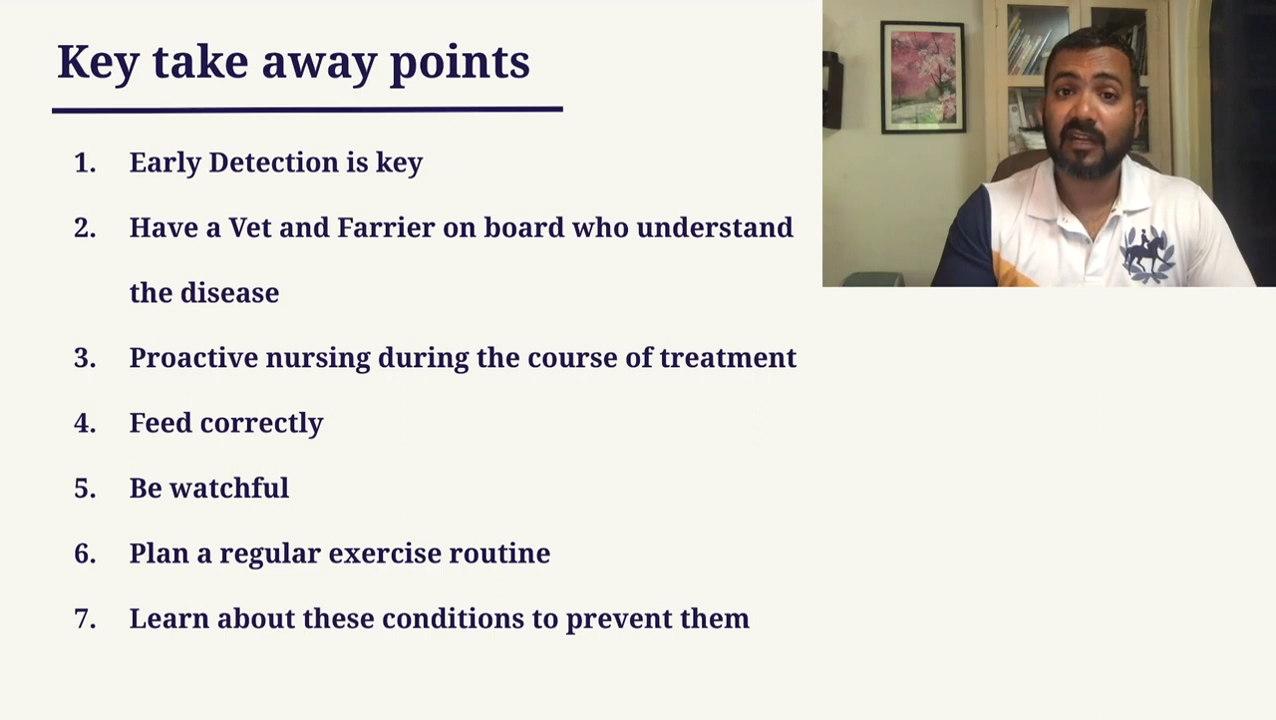 Key take away points
1. Early Detection is key
2. Have a Vet and Farrier on board who understand
the disease
3. Proactive nursing during the course of treatment
4. Feed correctly
5. Be watchful
6. Plan a regular exercise routine
7. Learn about these conditions to prevent them